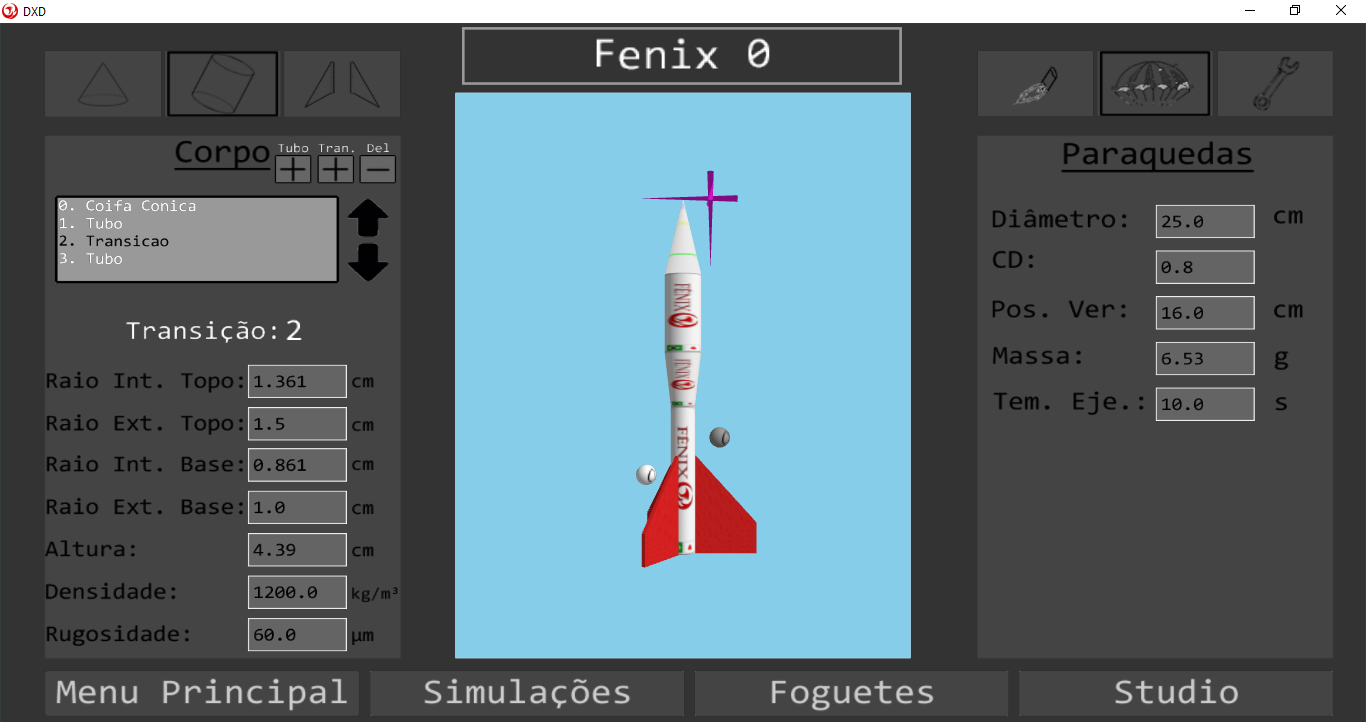 DXD
Fenix 0
Corpo
Tubo Tran. Del
0. Coifa Conica
1. Tubo
2. Transicao
3. Tubo
Transição: 2
Raio Int. Topo: 1.361 cm
Raio Ext. Topo: 1.5 cm
Raio Int. Base: 0.861 cm
Raio Ext. Base: 1.0 cm
Altura: 4.39 cm
Densidade: 1200.0 kg/m³
Rugosidade: 60.0 μm
FÊNIX
FÊNIX
FÊNIX
Paraquedas
Diâmetro: 25.0 cm
CD: 0.8
Pos. Ver: 16.0 cm
Massa: 6.53 g
Tem. Eje.: 10.0 s
Menu Principal
Simulações
Foguetes
Studio